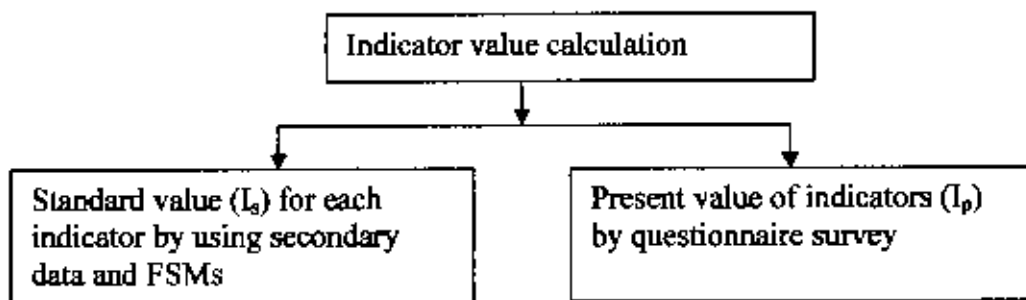 Indicator value calculation
Standard value (Iₛ) for each
indicator by using secondary
data and FSMs
Present value of indicators (Iₚ)
by questionnaire survey